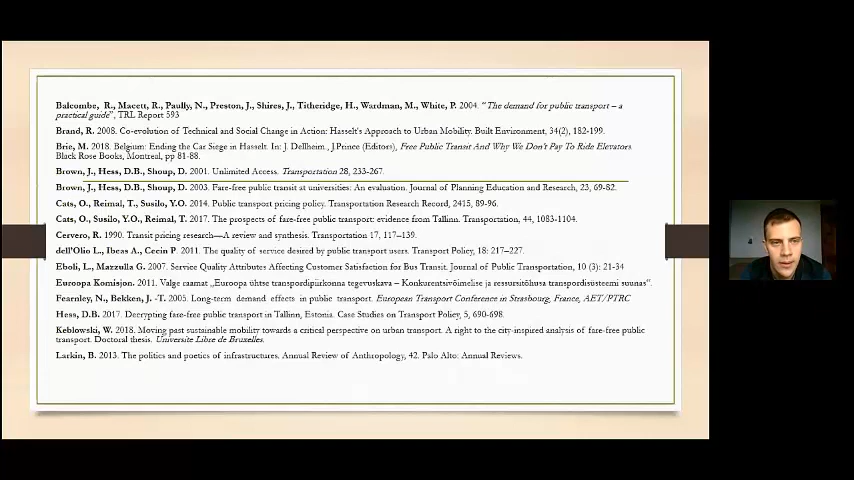 Balcombe, R., Macett, R., Paully, N., Preston, J., Shires, J., Titheridge, H., Wardman, M., White, P. 2004. “The demand for public transport – a
practical guide”, TRL Report 593
Brand, R. 2008. Co-evolution of Technical and Social Change in Action: Hasselt's Approach to Urban Mobility. Built Environment, 34(2), 182-199.
Brie, M. 2018. Belgium: Ending the Car Siege in Hasselt. In: J. Dellheim., J.Prince (Editors), Free Public Transit And Why We Don't Pay To Ride Elevators.
Black Rose Books, Montreal, pp 81-88.
Brown, J., Hess, D.B., Shoup, D. 2001. Unlimited Access. Transportation 28, 233-267.
Brown, J., Hess, D.B., Shoup, D. 2003. Fare-free public transit at universities: An evaluation. Journal of Planning Education and Research, 23, 69-82.
Cats, O., Reimal, T., Susilo, Y.O. 2014. Public transport pricing policy. Transportation Research Record, 2415, 89-96.
Cats, O., Susilo, Y.O., Reimal, T. 2017. The prospects of fare-free public transport: evidence from Tallinn. Transportation, 44, 1083-1104.
Cervero, R. 1990. Transit pricing research—A review and synthesis. Transportation 17, 117–139.
dell'Olio L., Ibeas A., Cecin P. 2011. The quality of service desired by public transport users. Transport Policy, 18: 217–227.
Eboli, L., Mazzulla G. 2007. Service Quality Attributes Affecting Customer Satisfaction for Bus Transit. Journal of Public Transportation, 10 (3): 21-34
Euroopa Komisjon. 2011. Valge raamat „Euroopa ühtse transpordipiirkonna tegevuskava – Konkurentsivõimelise ja ressursitõhusa transpordisüsteemi suunas“.
Fearnley, N., Bekken, J. -T. 2005. Long-term demand effects in public transport. European Transport Conference in Strasbourg, France, AET/PTRC
Hess, D.B. 2017. Decrypting fare-free public transport in Tallinn, Estonia. Case Studies on Transport Policy, 5, 690-698.
Keblowski, W. 2018. Moving past sustainable mobility towards a critical perspective on urban transport. A right to the city-inspired analysis of fare-free public
transport. Doctoral thesis. Universite Libre de Bruxelles.
Larkin, B. 2013. The politics and poetics of infrastructures. Annual Review of Anthropology, 42. Palo Alto: Annual Reviews.